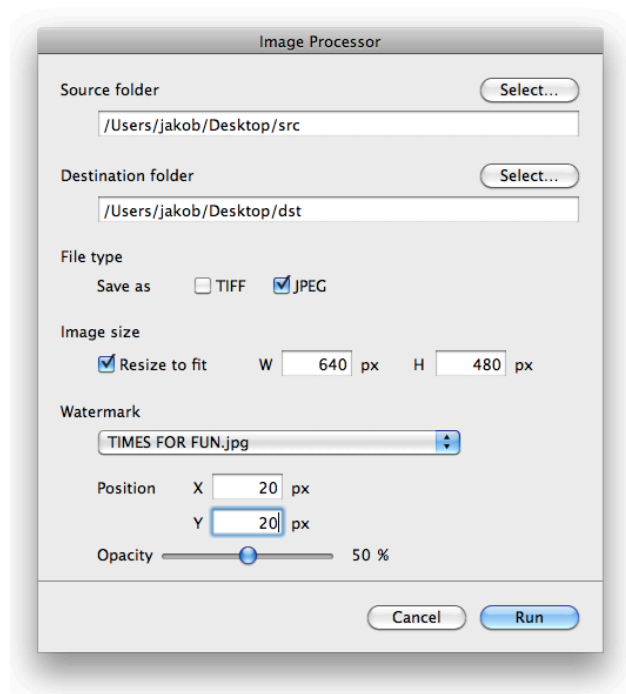 Image Processor
Source folder Select...
/Users/jakob/Desktop/src
Destination folder Select...
/Users/jakob/Desktop/dst
File type
Save as TIFF JPEG
Image size
Resize to fit W 640 px H 480 px
Watermark
TIMES FOR FUN.jpg
Position X 20 px
Y 20 px
Opacity 50 %
Cancel Run